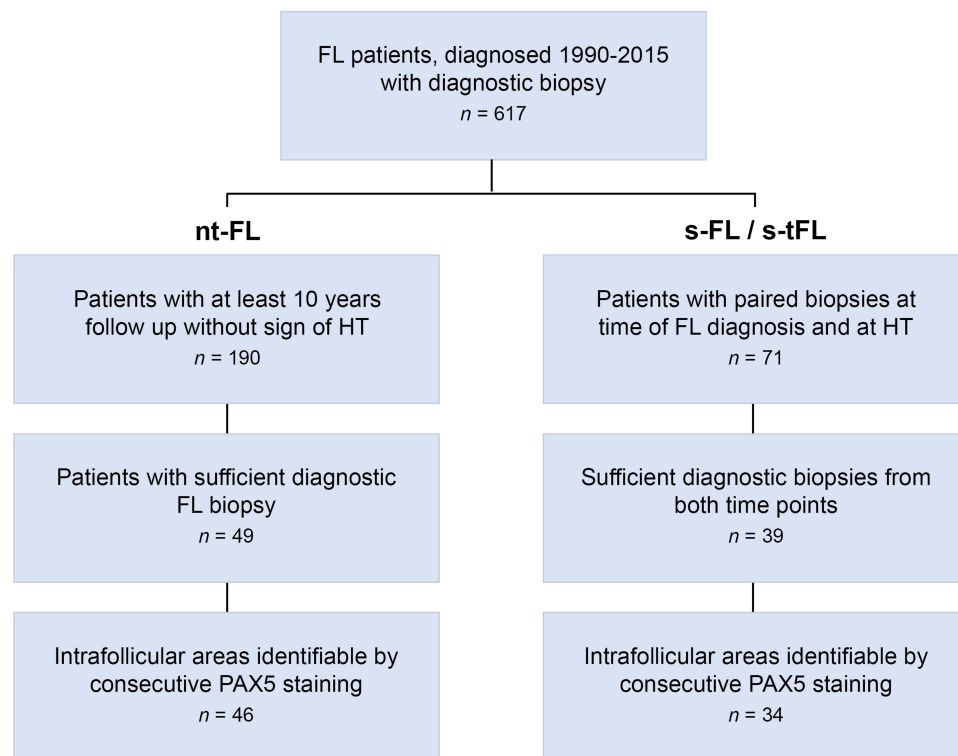 FL patients, diagnosed 1990-2015
with diagnostic biopsy
n = 617
nt-FL
Patients with at least 10 years
follow up without sign of HT
n = 190
Patients with sufficient diagnostic
FL biopsy
n = 49
Intrafollicular areas identifiable by
consecutive PAX5 staining
n = 46
s-FL / s-tFL
Patients with paired biopsies at
time of FL diagnosis and at HT
n = 71
Sufficient diagnostic biopsies from
both time points
n = 39
Intrafollicular areas identifiable by
consecutive PAX5 staining
n = 34